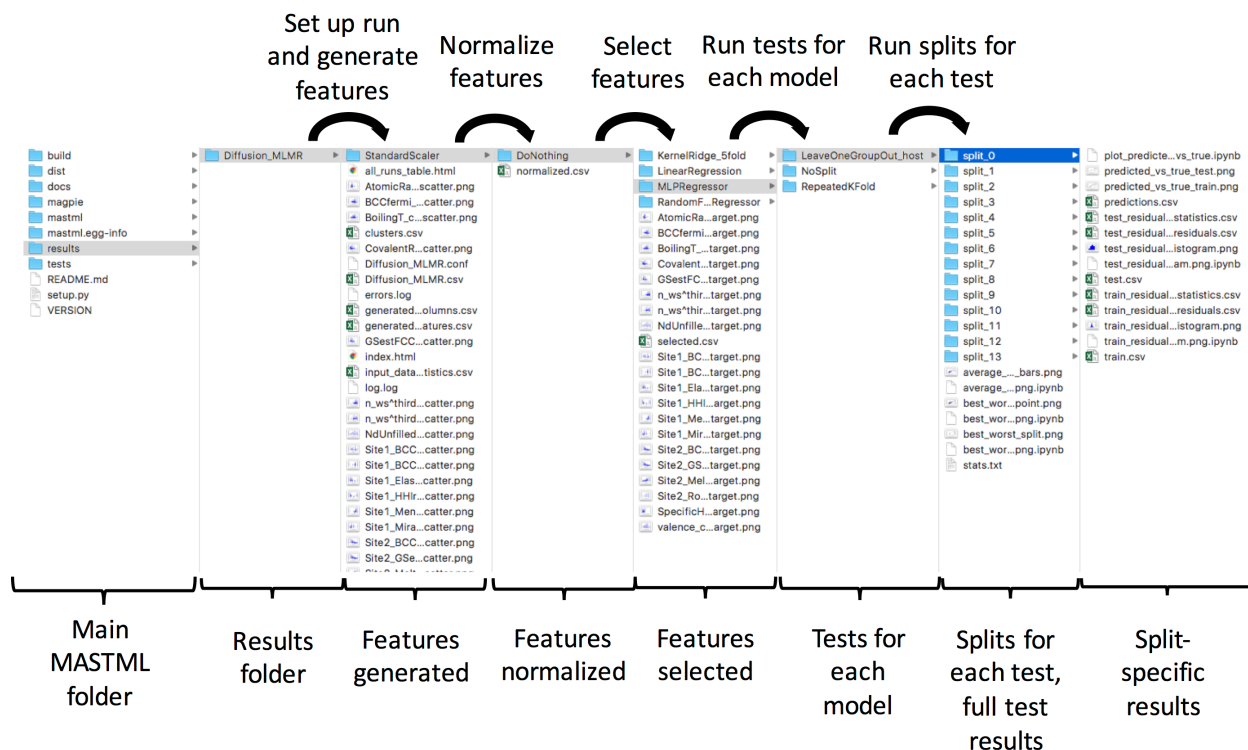 Set up run
and generate
features
Normalize
features
Select
features
Run tests for
each model
Run splits for
each test
build
dist
docs
magpie
mastml
mastml.egg-info
results
tests
README.md
setup.py
VERSION
Diffusion_MLMR
StandardScaler
all_runs_table.html
AtomicRa...scatter.png
BCCfermi_...catter.png
BoilingT_c...scatter.png
clusters.csv
CovalentR...catter.png
Diffusion_MLMR.conf
Diffusion_MLMR.csv
errors.log
generated...olumns.csv
generated...atures.csv
GSestFCC...catter.png
index.html
input_data...tistics.csv
log.log
n_ws^third...catter.png
n_ws^third...catter.png
NdUnfilled...catter.png
Site1_BCC...catter.png
Site1_BCC...catter.png
Site1_Elas...catter.png
Site1_HHIr...catter.png
Site1_Men...catter.png
Site1_Mira...catter.png
Site2_BCC...catter.png
Site2_GSe...catter.png
DoNothing
normalized.csv
KernelRidge_5fold
LinearRegression
MLPRegressor
RandomF...Regressor
AtomicRa...arget.png
BCCfermi...arget.png
BoilingT_...target.png
Covalent...target.png
GSestFC...target.png
n_ws^thir...target.png
n_ws^thir...target.png
NdUnfille...target.png
selected.csv
Site1_BC...target.png
Site1_BC...target.png
Site1_Ela...target.png
Site1_HHI...target.png
Site1_Me...target.png
Site1_Mir...target.png
Site2_BC...target.png
Site2_GS...target.png
Site2_Mel...target.png
Site2_Ro...target.png
SpecificH...arget.png
valence_c...arget.png
LeaveOneGroupOut_host
NoSplit
RepeatedKFold
split_0
split_1
split_2
split_3
split_4
split_5
split_6
split_7
split_8
split_9
split_10
split_11
split_12
split_13
average_..._bars.png
average_...png.ipynb
best_wor...point.png
best_wor...png.ipynb
best_worst_split.png
best_wor...png.ipynb
stats.txt
plot_predicte...vs_true.ipynb
predicted_vs_true_test.png
predicted_vs_true_train.png
predictions.csv
test_residual...statistics.csv
test_residual...residuals.csv
test_residual...istogram.png
test_residual...am.png.ipynb
test.csv
train_residual...statistics.csv
train_residual...residuals.csv
train_residual...istogram.png
train_residual...m.png.ipynb
train.csv
Main
MASTML
folder
Results
folder
Features
generated
Features
normalized
Features
selected
Tests for
each
model
Splits for
each test,
full test
results
Split-
specific
results